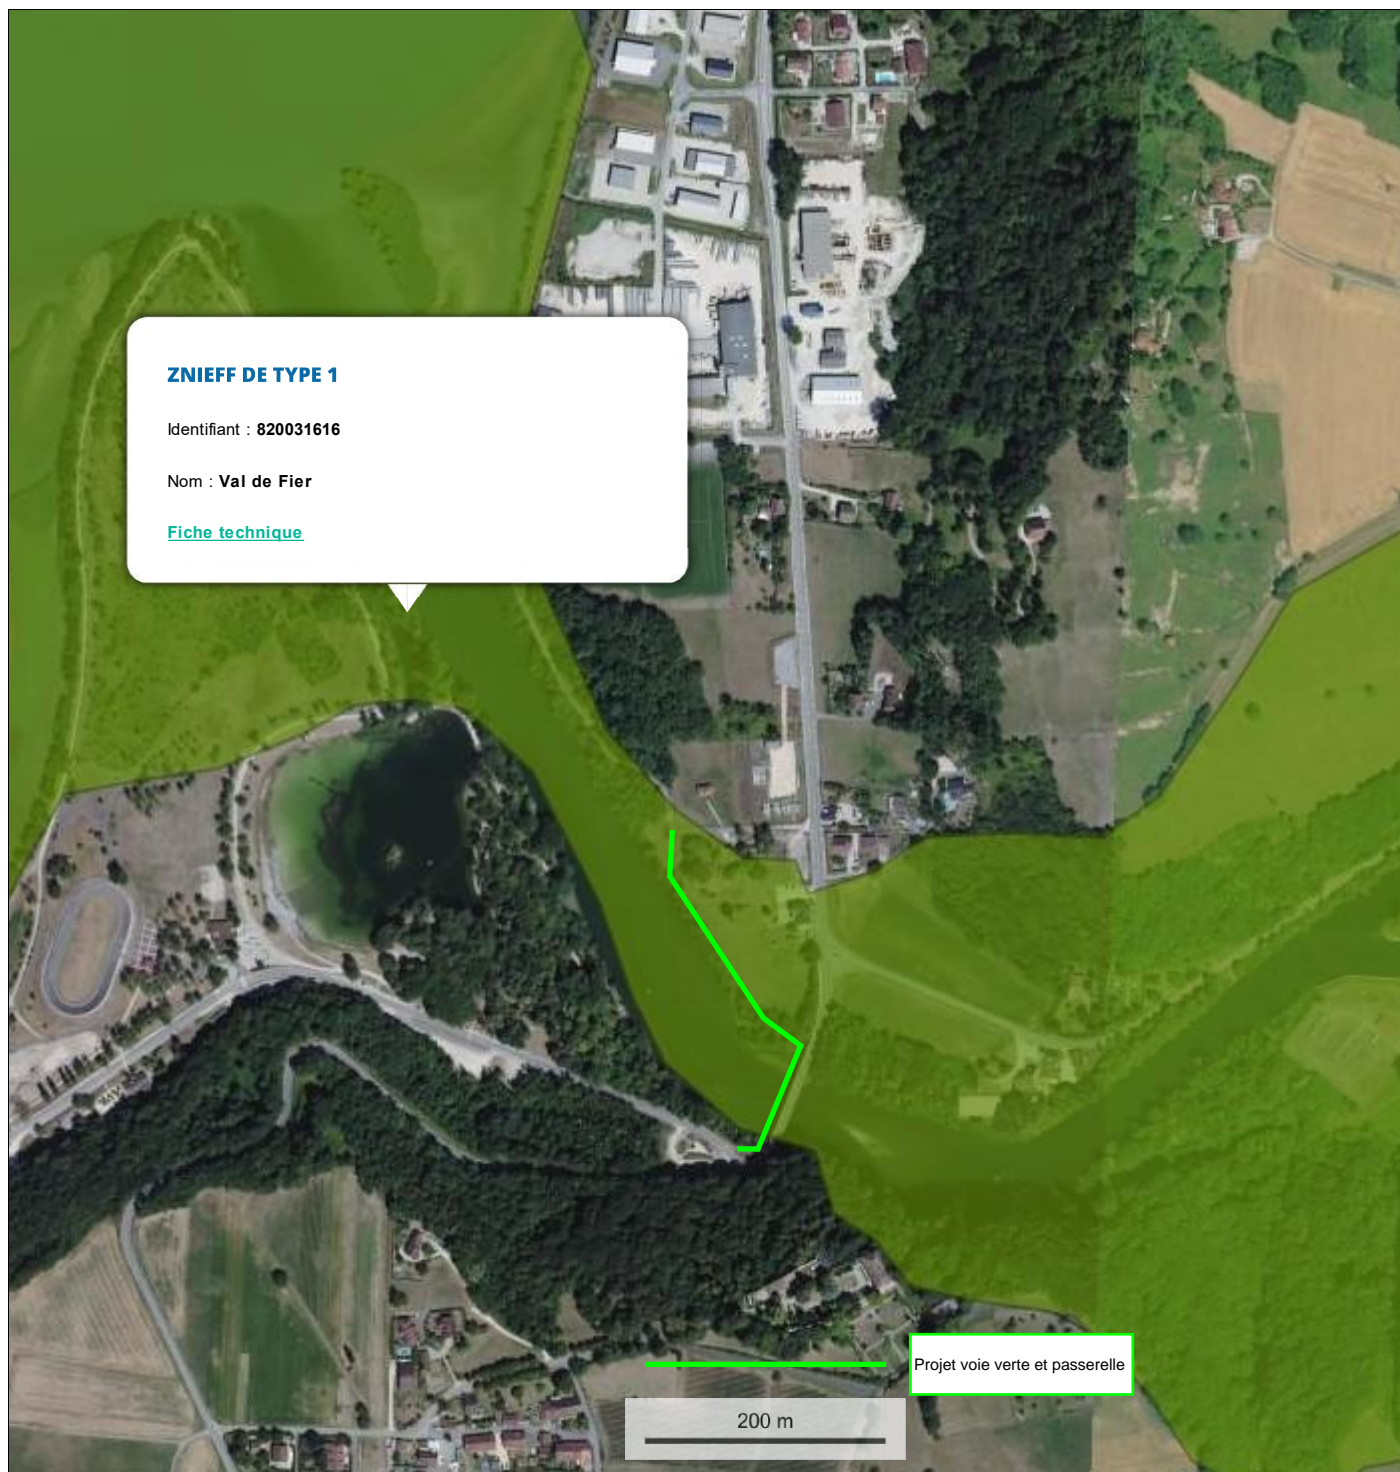 ZNIEFF DE TYPE 1
Identifiant : 820031616
Nom : Val de Fier
Fiche technique
Projet voie verte et passerelle
200 m